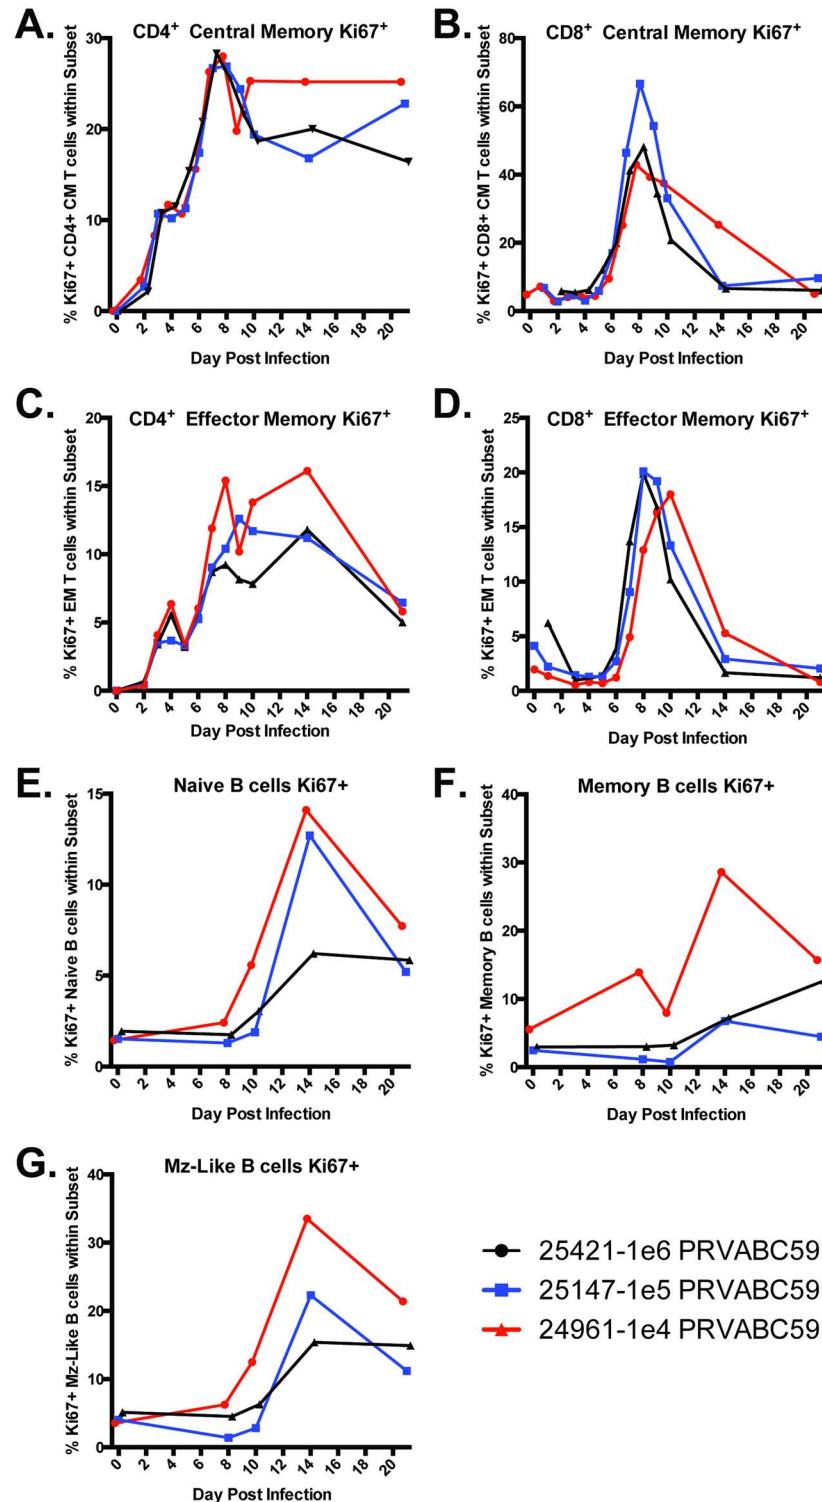 A.
CD4+ Central Memory Ki67+
% Ki67+ CD4+ CM T cells within Subset
30
20
10
0
0 2 4 6 8 10 14 16 18 20
Day Post Infection
B.
CD8+ Central Memory Ki67+
% Ki67+ CD8+ CM T cells within Subset
80
60
40
20
0
0 2 4 6 8 10 14 16 18 20
Day Post Infection
C.
CD4+ Effector Memory Ki67+
% Ki67+ EM T cells within Subset
20
15
10
5
0
0 2 4 6 8 10 14 16 18 20
Day Post Infection
D.
CD8+ Effector Memory Ki67+
% Ki67+ EM T cells within Subset
25
20
15
10
5
0
0 2 4 6 8 10 14 16 18 20
Day Post Infection
E.
Naive B cells Ki67+
% Ki67+ Naive B cells within Subset
15
10
5
0
0 2 4 6 8 10 14 16 18 20
Day Post Infection
F.
Memory B cells Ki67+
% Ki67+ Memory B cells within Subset
40
30
20
10
0
0 2 4 6 8 10 14 16 18 20
Day Post Infection
G.
Mz-Like B cells Ki67+
% Ki67+ Mz-Like B cells within Subset
40
30
20
10
0
0 2 4 6 8 10 14 16 18 20
Day Post Infection
25421-1e6 PRVABC59
25147-1e5 PRVABC59
24961-1e4 PRVABC59